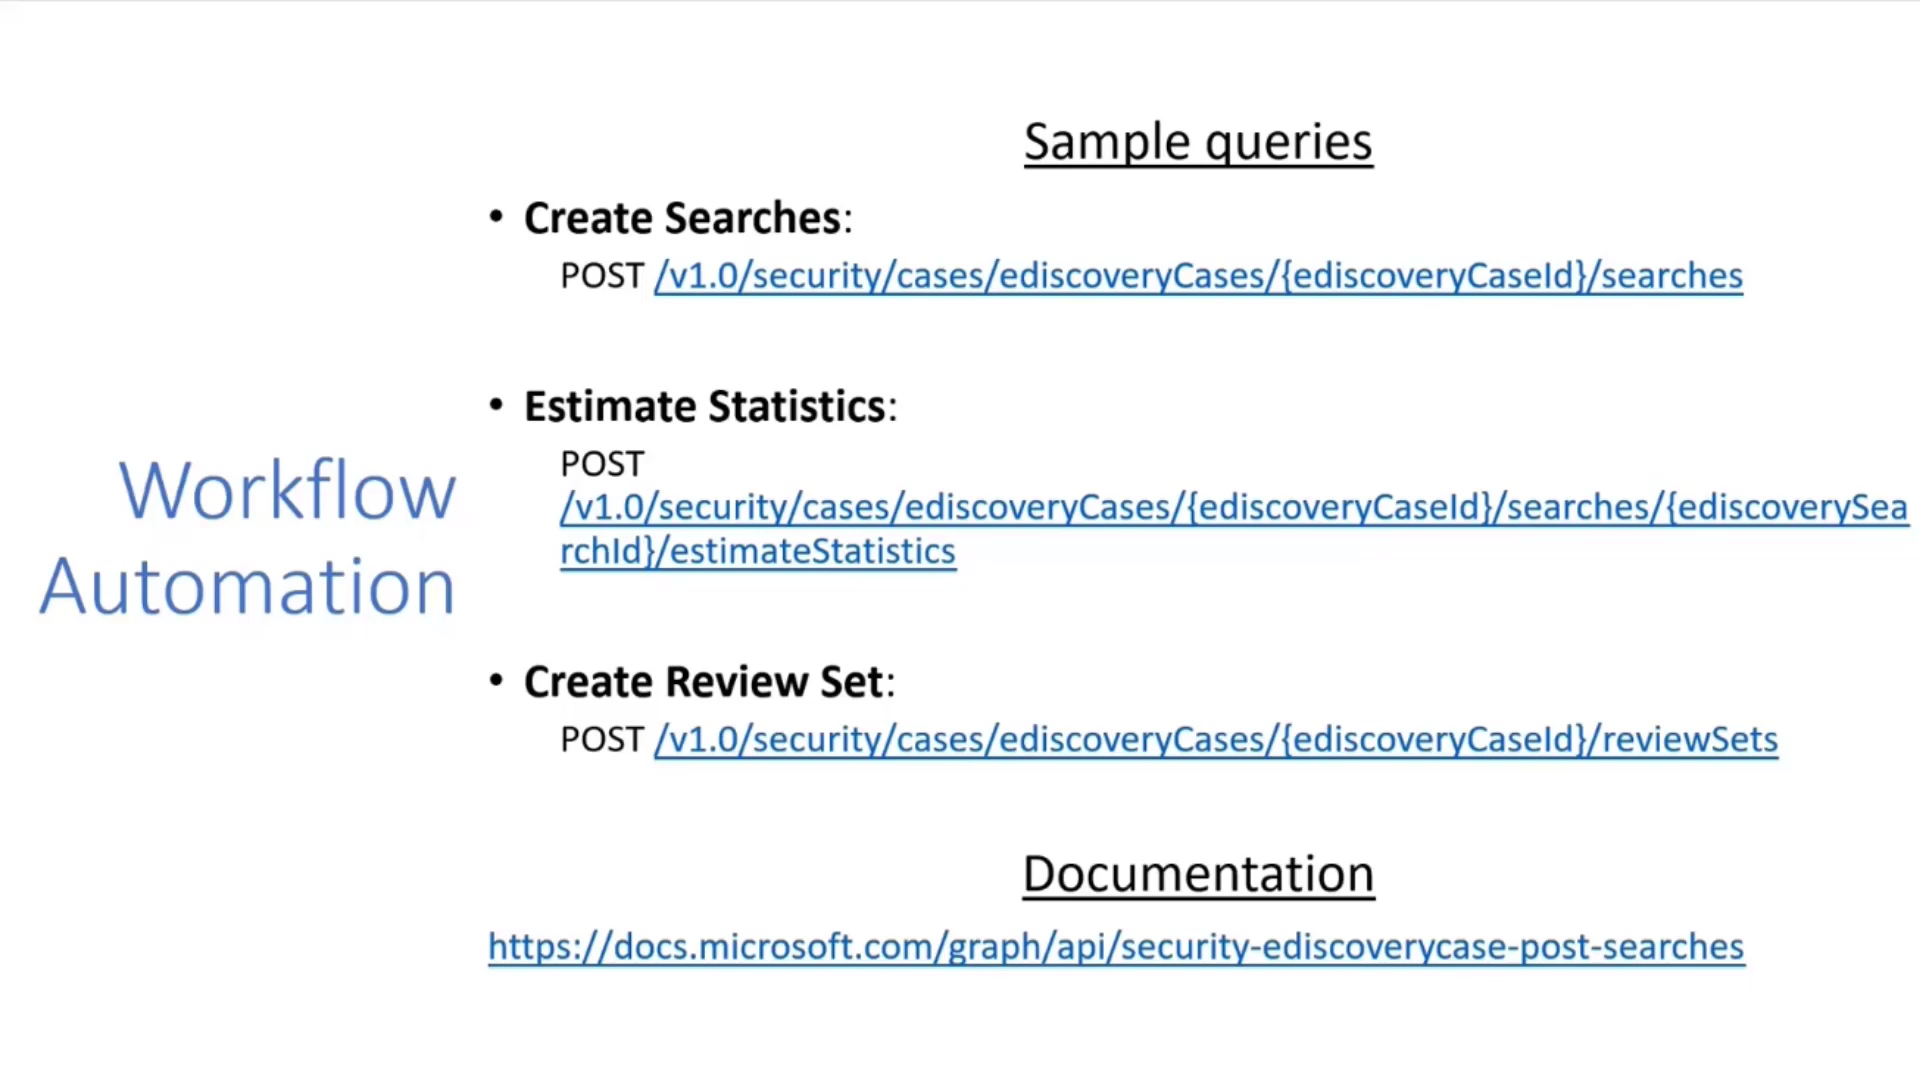 Workflow
Automation
Sample queries
• Create Searches:
POST /v1.0/security/cases/ediscoveryCases/{ediscoveryCaseId}/searches
• Estimate Statistics:
POST
/v1.0/security/cases/ediscoveryCases/{ediscoveryCaseId}/searches/{ediscoverySea
rchId}/estimateStatistics
• Create Review Set:
POST /v1.0/security/cases/ediscoveryCases/{ediscoveryCaseId}/reviewSets
Documentation
https://docs.microsoft.com/graph/api/security-ediscoverycase-post-searches